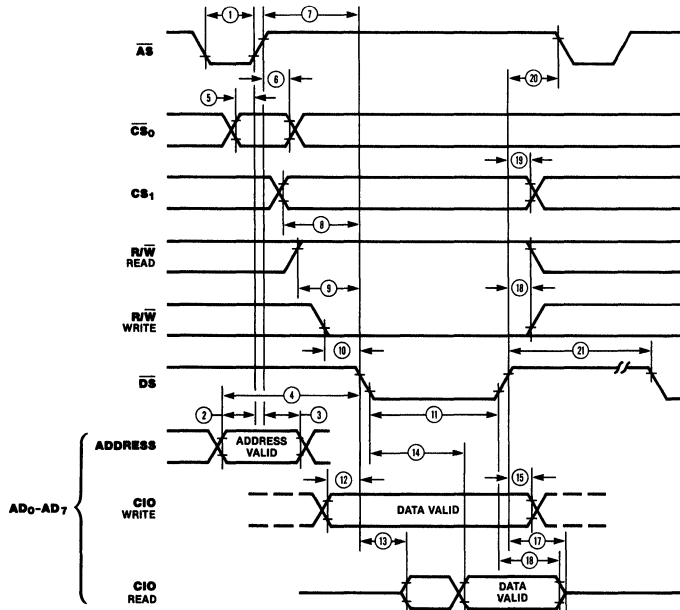 1 7
AS
6 20
5
CS0
19
CS1
8
R/W
READ
9 18
R/W
WRITE
10 21
DS
4
2 3 11
ADDRESS ADDRESS
VALID
14
12 15
CIO
WRITE DATA VALID
AD0-AD7
13 17
18
CIO
READ DATA
VALID